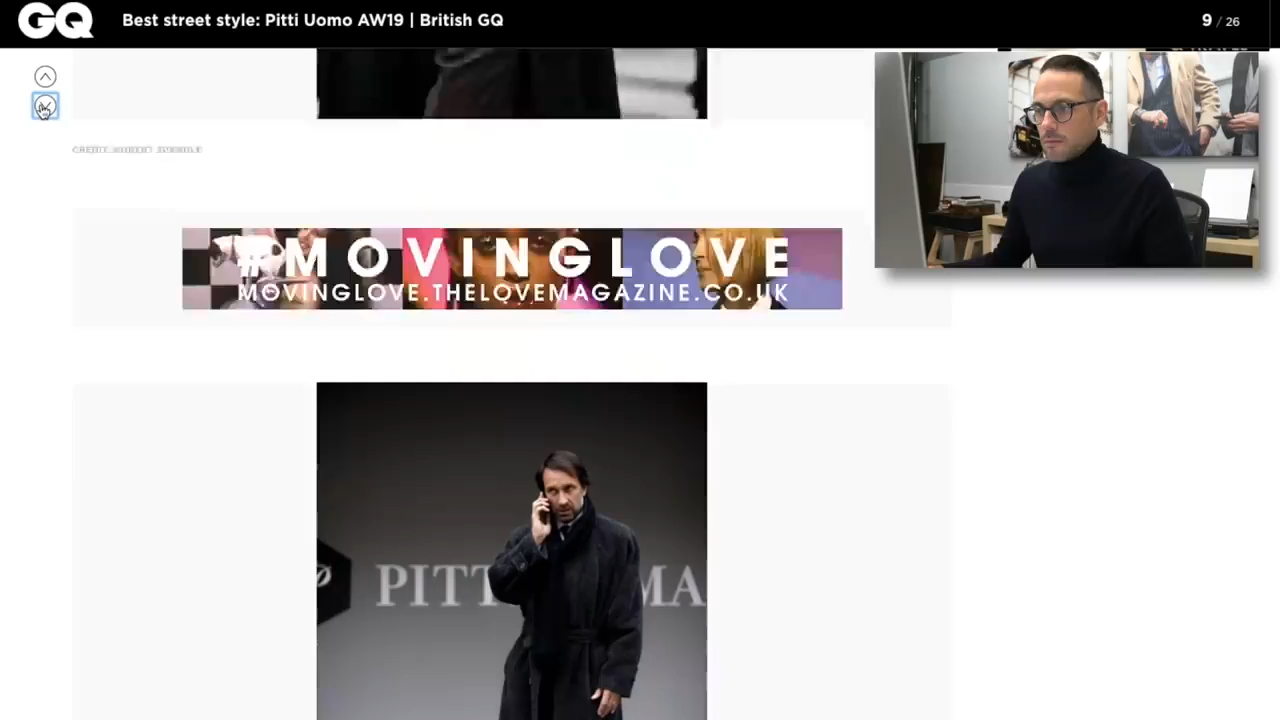 GQ
Best street style: Pitti Uomo AW19 | British GQ
9 / 26
#MOVINGLOVE
MOVINGLOVE.THELOVEMAGAZINE.CO.UK
PITT MA